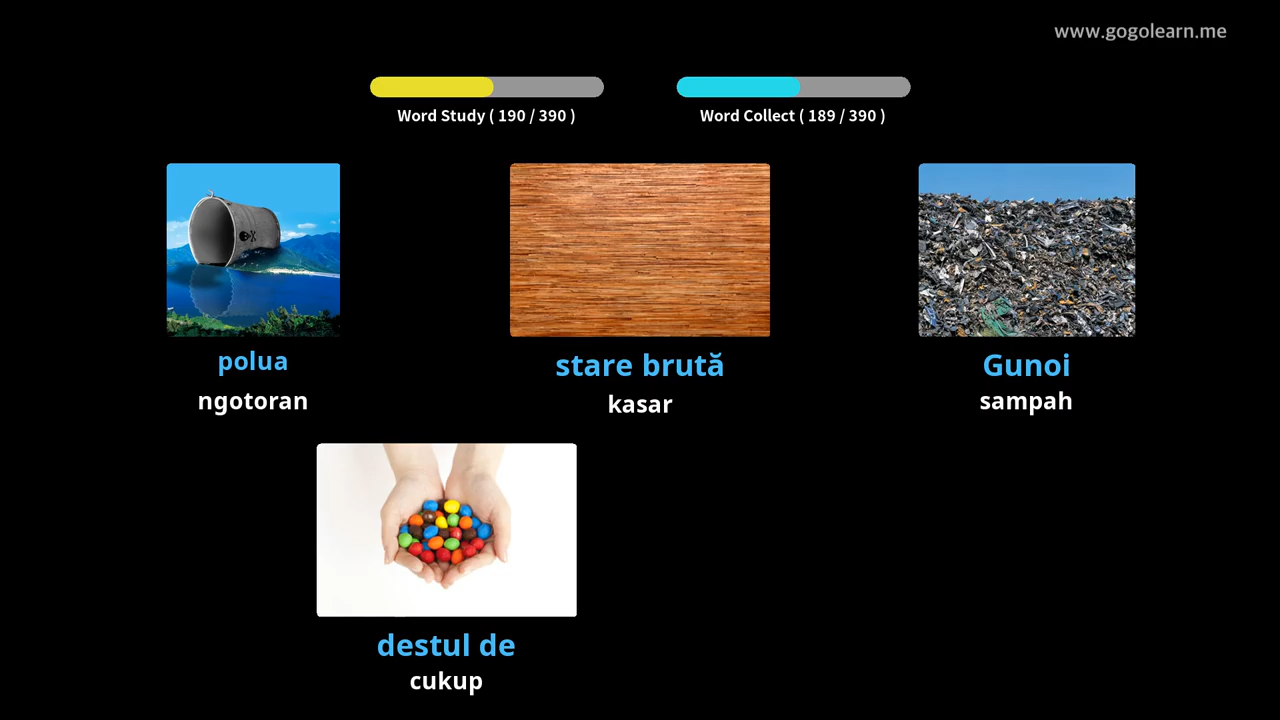 www.gogolearn.me
Word Study ( 190 / 390 )
Word Collect ( 189 / 390 )
polua
ngotoran
stare brută
kasar
Gunoi
sampah
destul de
cukup